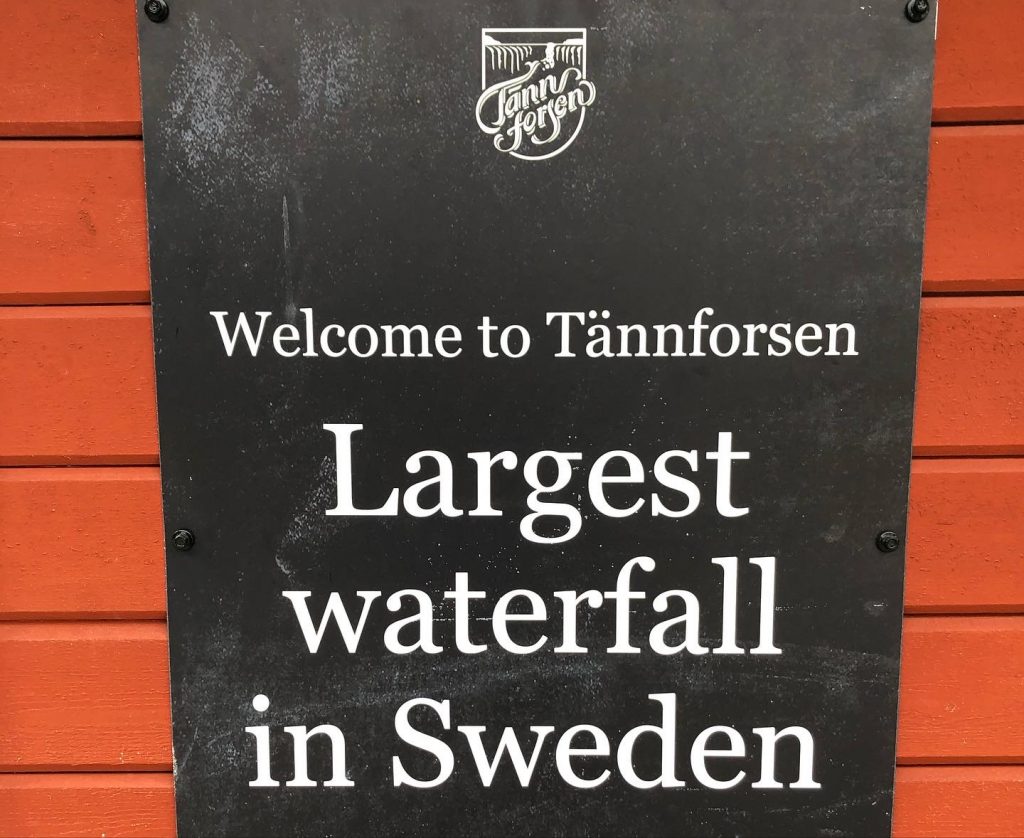 Tänn
forsen
Welcome to Tännforsen
Largest
waterfall
in Sweden